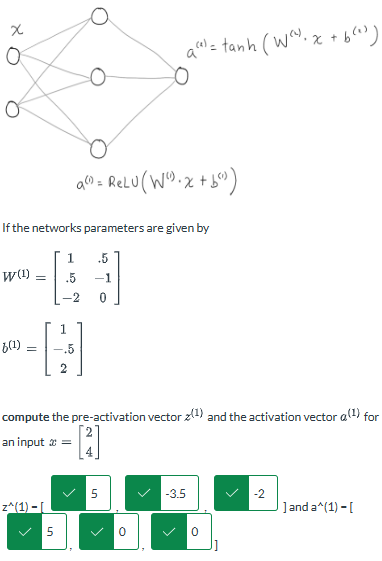 x
a⁽²⁾ = tanh ( W⁽²⁾. x + b⁽²⁾ )
a⁽¹⁾ = ReLU ( W⁽¹⁾. x + b⁽¹⁾ )
If the networks parameters are given by
W⁽¹⁾ = [ 1 .5
.5 −1
−2 0 ]
b⁽¹⁾ = [ 1
−.5
2 ]
compute the pre-activation vector z⁽¹⁾ and the activation vector a⁽¹⁾ for
an input x = [ 2
4 ]
z^(1) = [ ✓ 5 , ✓ -3.5 , ✓ -2 ] and a^(1) = [
✓ 5 , ✓ 0 , ✓ 0 ]